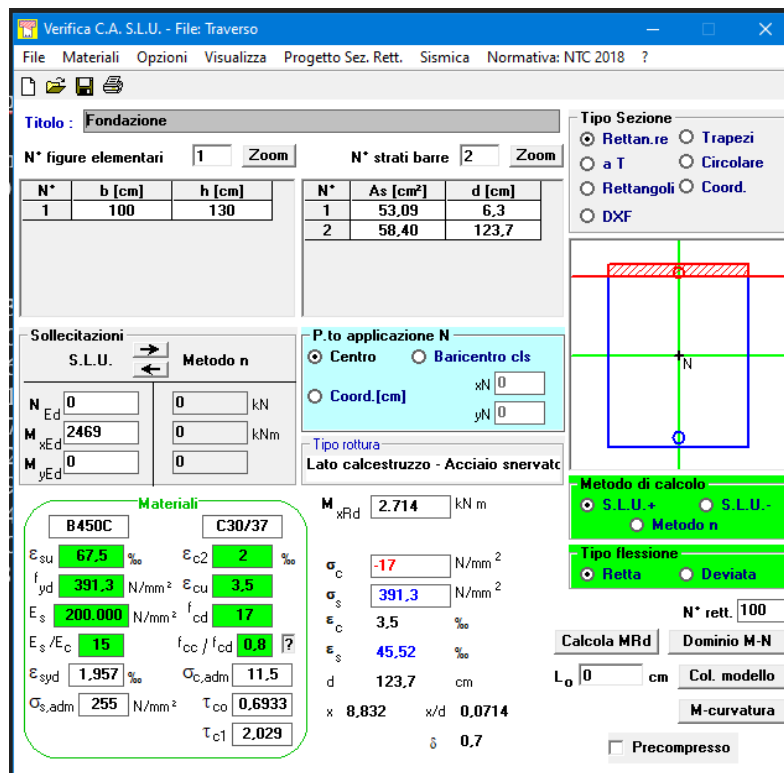 Verifica C.A. S.L.U. - File: Traverso
File Materiali Opzioni Visualizza Progetto Sez. Rett. Sismica Normativa: NTC 2018 ?
Titolo : Fondazione
N° figure elementari 1 Zoom
N° strati barre 2 Zoom
N° b [cm] h [cm]
1 100 130
N° As [cm²] d [cm]
1 53,09 6,3
2 58,40 123,7
Tipo Sezione
Rettan.re Trapezi
a T Circolare
Rettangoli Coord.
DXF
N
Sollecitazioni
S.L.U. Metodo n
N Ed 0 0 kN
M xEd 2469 0 kNm
M yEd 0 0
P.to applicazione N
Centro Baricentro cls
Coord.[cm] xN 0
yN 0
Tipo rottura
Lato calcestruzzo - Acciaio snervato
Metodo di calcolo
S.L.U.+ S.L.U.-
Metodo n
Tipo flessione
Retta Deviata
Materiali
B450C C30/37
εsu 67,5 ‰ εc2 2 ‰
fyd 391,3 N/mm² εcu 3,5
Es 200.000 N/mm² fcd 17
Es/Ec 15 fcc / fcd 0,8 ?
εsyd 1,957 ‰ σc,adm 11,5
σs,adm 255 N/mm² τco 0,6933
τc1 2,029
M xRd 2.714 kN m
σc -17 N/mm²
σs 391,3 N/mm²
εc 3,5 ‰
εs 45,52 ‰
d 123,7 cm
x 8,832 x/d 0,0714
δ 0,7
N° rett. 100
Calcola MRd Dominio M-N
Lo 0 cm Col. modello
M-curvatura
Precompresso